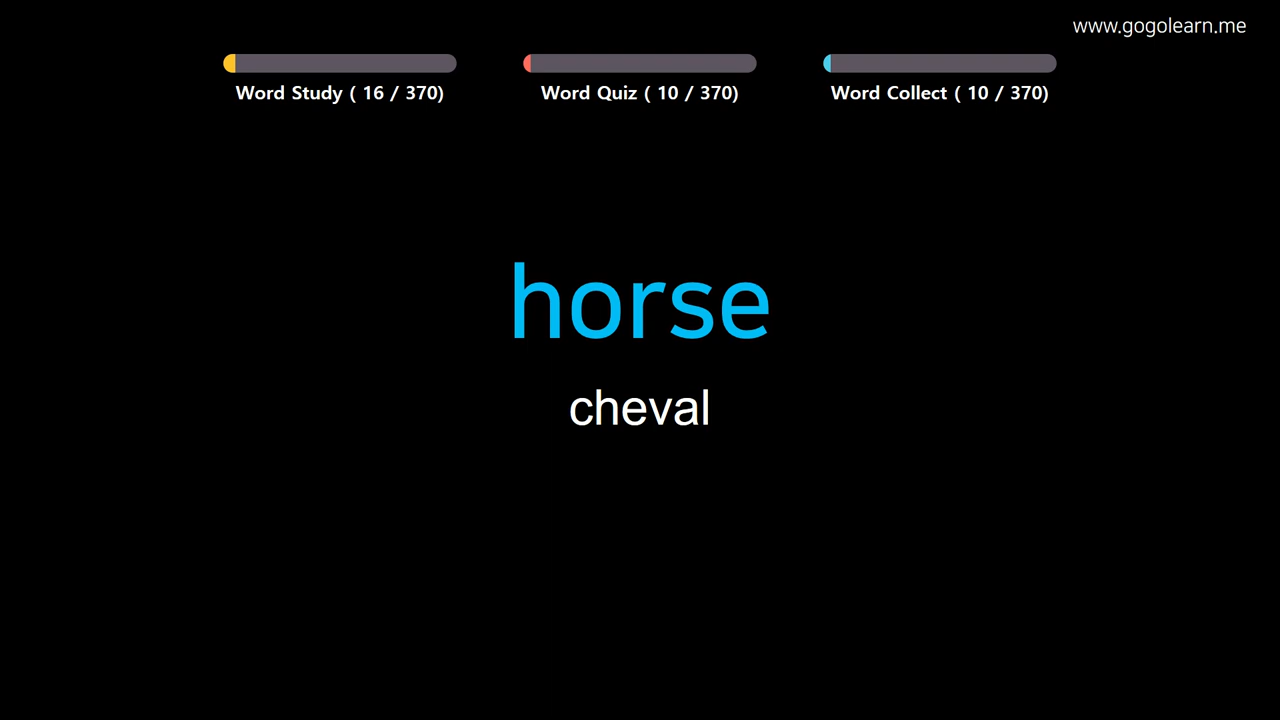 www.gogolearn.me
Word Study ( 16 / 370)
Word Quiz ( 10 / 370)
Word Collect ( 10 / 370)
horse
cheval